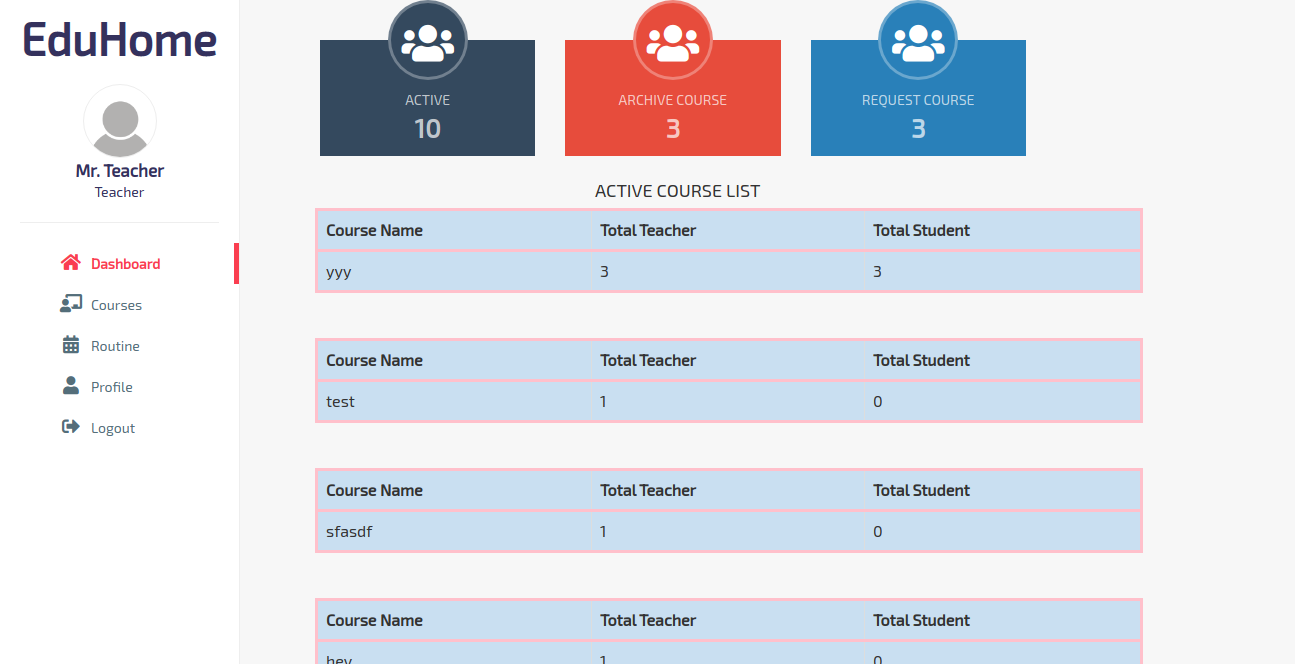 EduHome
Mr. Teacher
Teacher
Dashboard
Courses
Routine
Profile
Logout
ACTIVE
10
ARCHIVE COURSE
3
REQUEST COURSE
3
ACTIVE COURSE LIST
Course Name Total Teacher Total Student
yyy 3 3
Course Name Total Teacher Total Student
test 1 0
Course Name Total Teacher Total Student
sfasdf 1 0
Course Name Total Teacher Total Student
hey 1 0